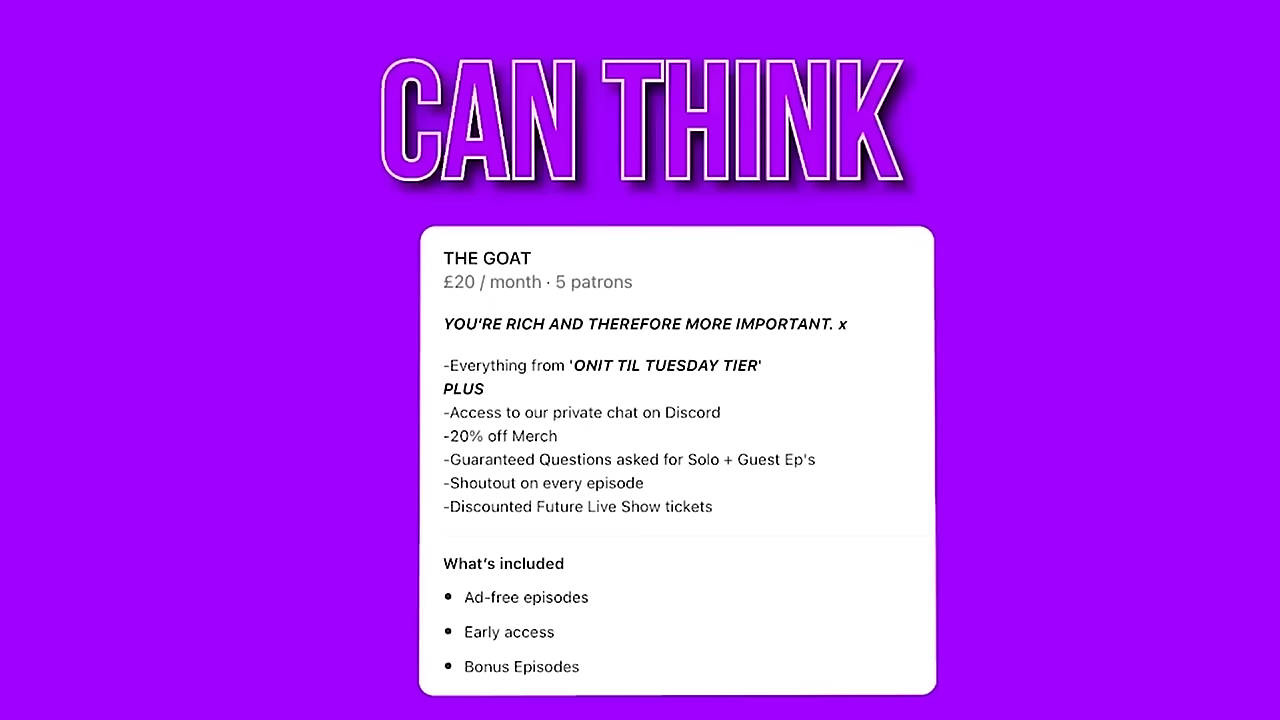 CAN THINK
THE GOAT
£20 / month · 5 patrons
YOU'RE RICH AND THEREFORE MORE IMPORTANT. x
-Everything from 'ONIT TIL TUESDAY TIER'
PLUS
-Access to our private chat on Discord
-20% off Merch
-Guaranteed Questions asked for Solo + Guest Ep's
-Shoutout on every episode
-Discounted Future Live Show tickets
What's included
• Ad-free episodes
• Early access
• Bonus Episodes